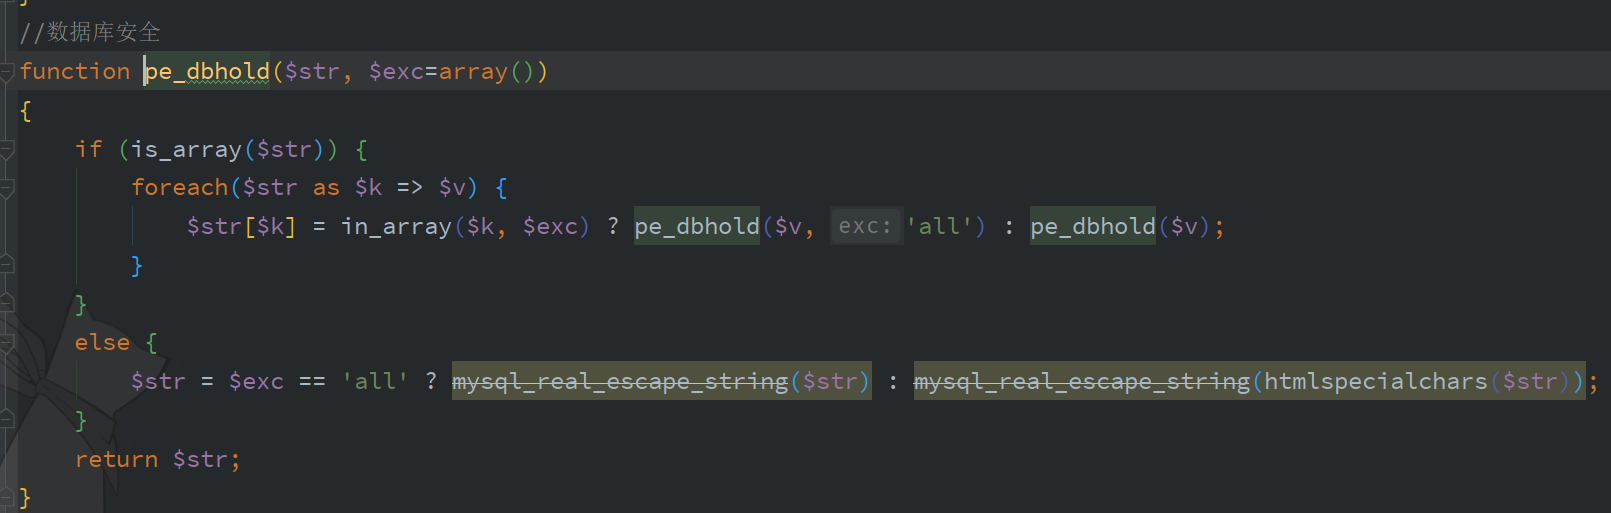 }
//数据库安全
function pe_dbhold($str, $exc=array())
{
    if (is_array($str)) {
        foreach($str as $k => $v) {
            $str[$k] = in_array($k, $exc) ? pe_dbhold($v, exc: 'all') : pe_dbhold($v);
        }
    }
    else {
        $str = $exc == 'all' ? mysql_real_escape_string($str) : mysql_real_escape_string(htmlspecialchars($str));
    }
    return $str;
}